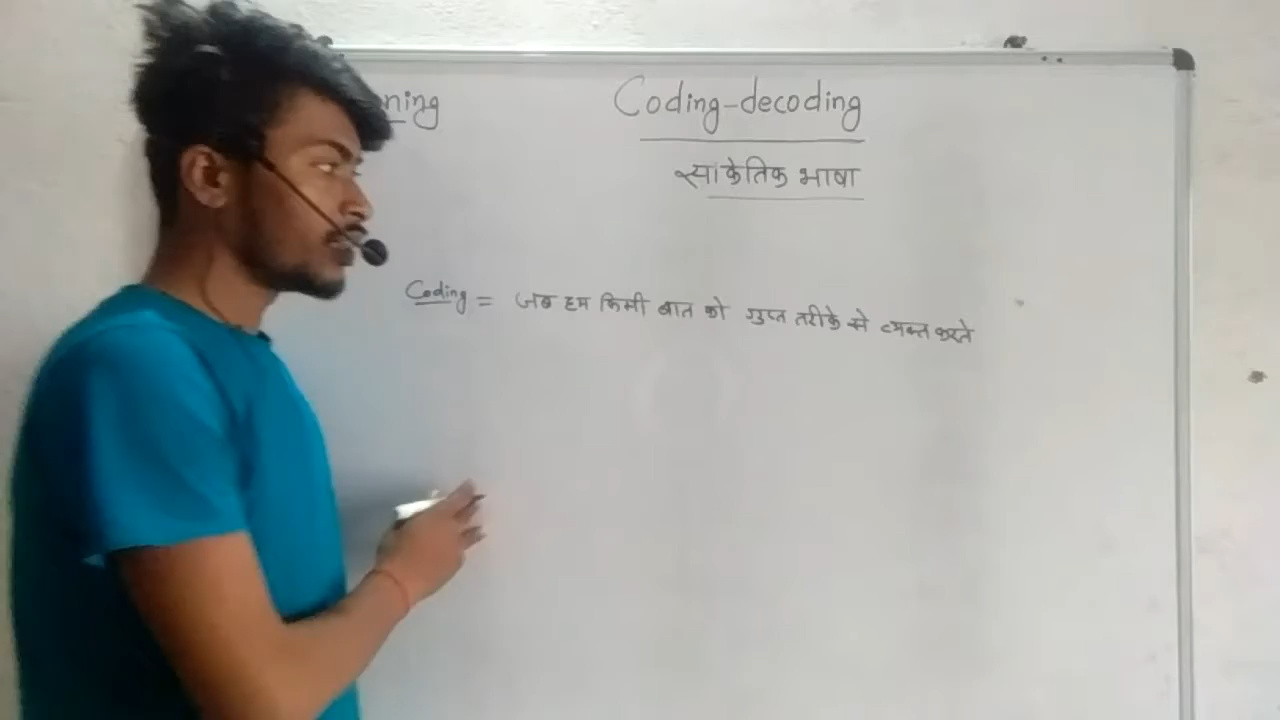 ning
Coding-decoding
सांकेतिक भाषा
Coding = जब हम किसी बात को गुप्त तरीके से व्यक्त करते